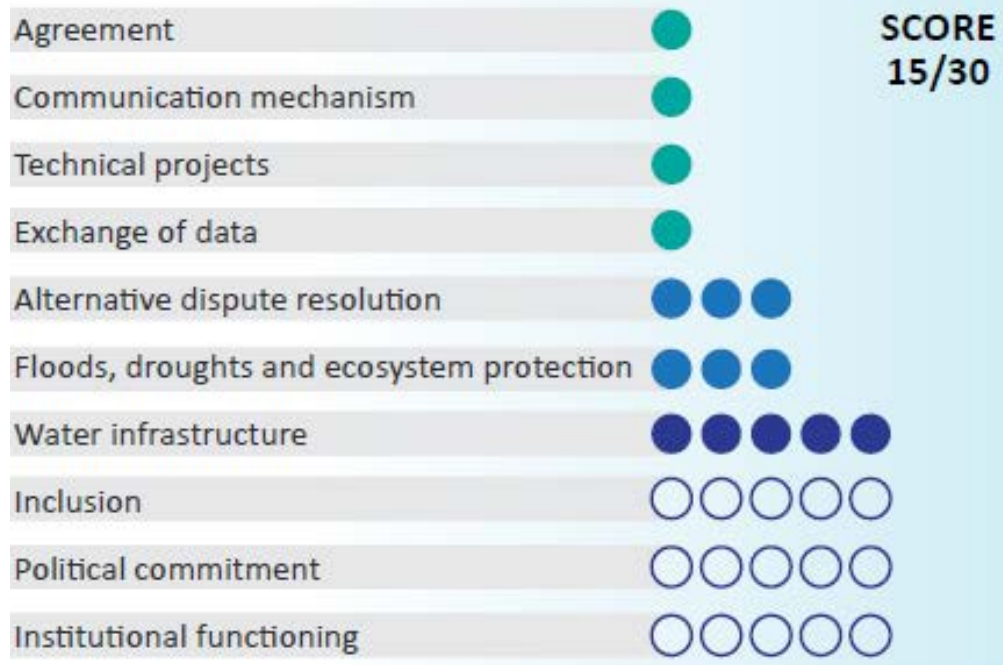 Agreement
SCORE
15/30
Communication mechanism
Technical projects
Exchange of data
Alternative dispute resolution
Floods, droughts and ecosystem protection
Water infrastructure
Inclusion
Political commitment
Institutional functioning